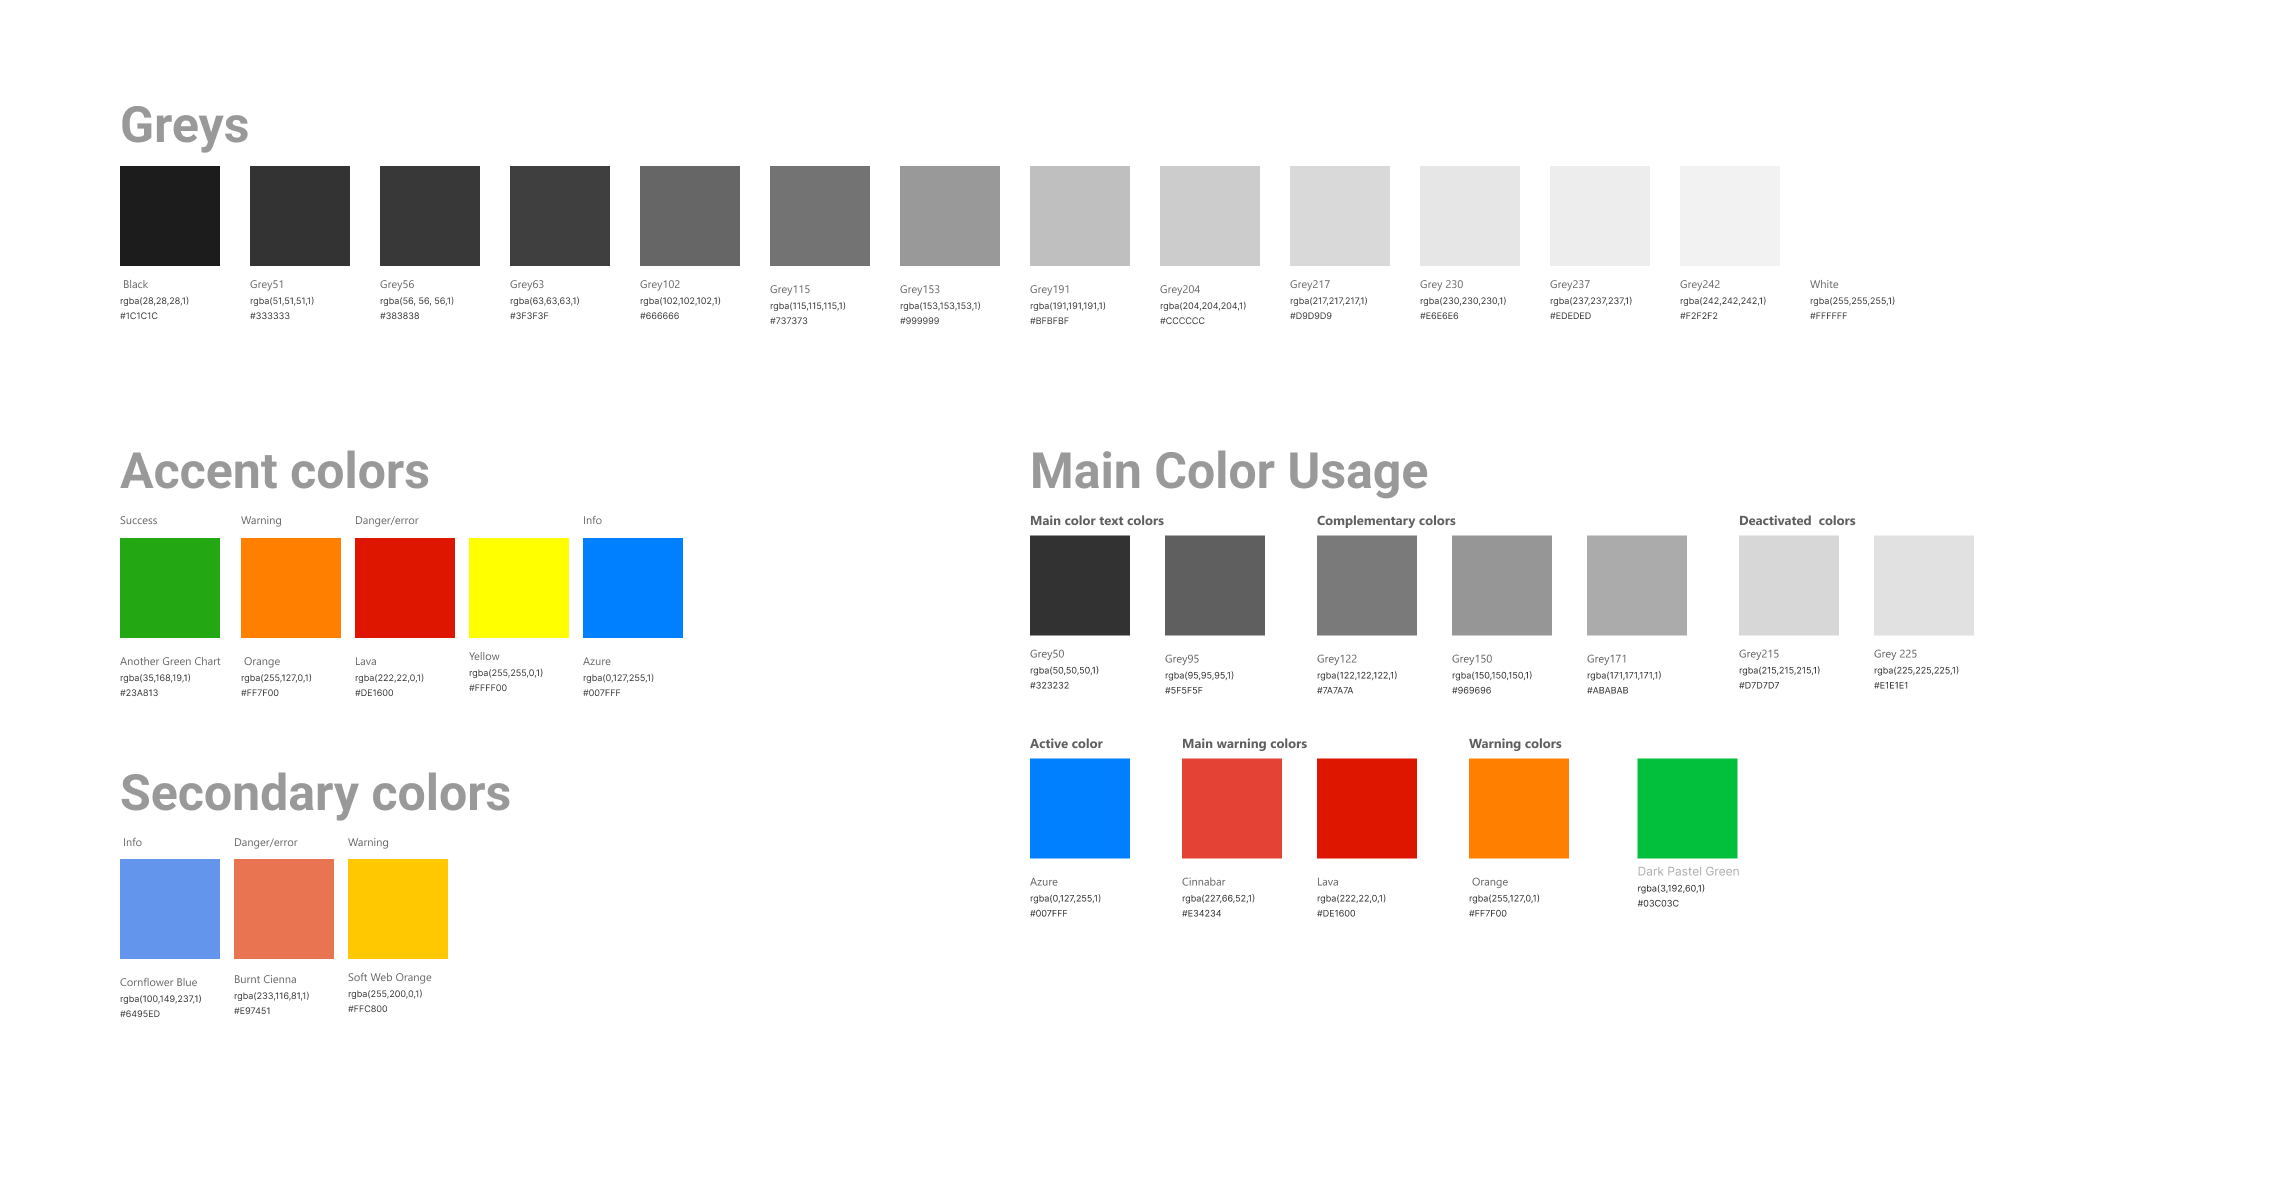 Greys
Black
rgba(28,28,28,1)
#1C1C1C
Grey51
rgba(51,51,51,1)
#333333
Grey56
rgba(56, 56, 56,1)
#383838
Grey63
rgba(63,63,63,1)
#3F3F3F
Grey102
rgba(102,102,102,1)
#666666
Grey115
rgba(115,115,115,1)
#737373
Grey153
rgba(153,153,153,1)
#999999
Grey191
rgba(191,191,191,1)
#BFBFBF
Grey204
rgba(204,204,204,1)
#CCCCCC
Grey217
rgba(217,217,217,1)
#D9D9D9
Grey 230
rgba(230,230,230,1)
#E6E6E6
Grey237
rgba(237,237,237,1)
#EDEDED
Grey242
rgba(242,242,242,1)
#F2F2F2
White
rgba(255,255,255,1)
#FFFFFF
Accent colors
Success
Another Green Chart
rgba(35,168,19,1)
#23A813
Warning
Orange
rgba(255,127,0,1)
#FF7F00
Danger/error
Lava
rgba(222,22,0,1)
#DE1600
Yellow
rgba(255,255,0,1)
#FFFF00
Info
Azure
rgba(0,127,255,1)
#007FFF
Secondary colors
Info
Cornflower Blue
rgba(100,149,237,1)
#6495ED
Danger/error
Burnt Cienna
rgba(233,116,81,1)
#E97451
Warning
Soft Web Orange
rgba(255,200,0,1)
#FFC800
Main Color Usage
Main color text colors
Grey50
rgba(50,50,50,1)
#323232
Grey95
rgba(95,95,95,1)
#5F5F5F
Complementary colors
Grey122
rgba(122,122,122,1)
#7A7A7A
Grey150
rgba(150,150,150,1)
#969696
Grey171
rgba(171,171,171,1)
#ABABAB
Deactivated  colors
Grey215
rgba(215,215,215,1)
#D7D7D7
Grey 225
rgba(225,225,225,1)
#E1E1E1
Active color
Azure
rgba(0,127,255,1)
#007FFF
Main warning colors
Cinnabar
rgba(227,66,52,1)
#E34234
Lava
rgba(222,22,0,1)
#DE1600
Warning colors
Orange
rgba(255,127,0,1)
#FF7F00
Dark Pastel Green
rgba(3,192,60,1)
#03C03C